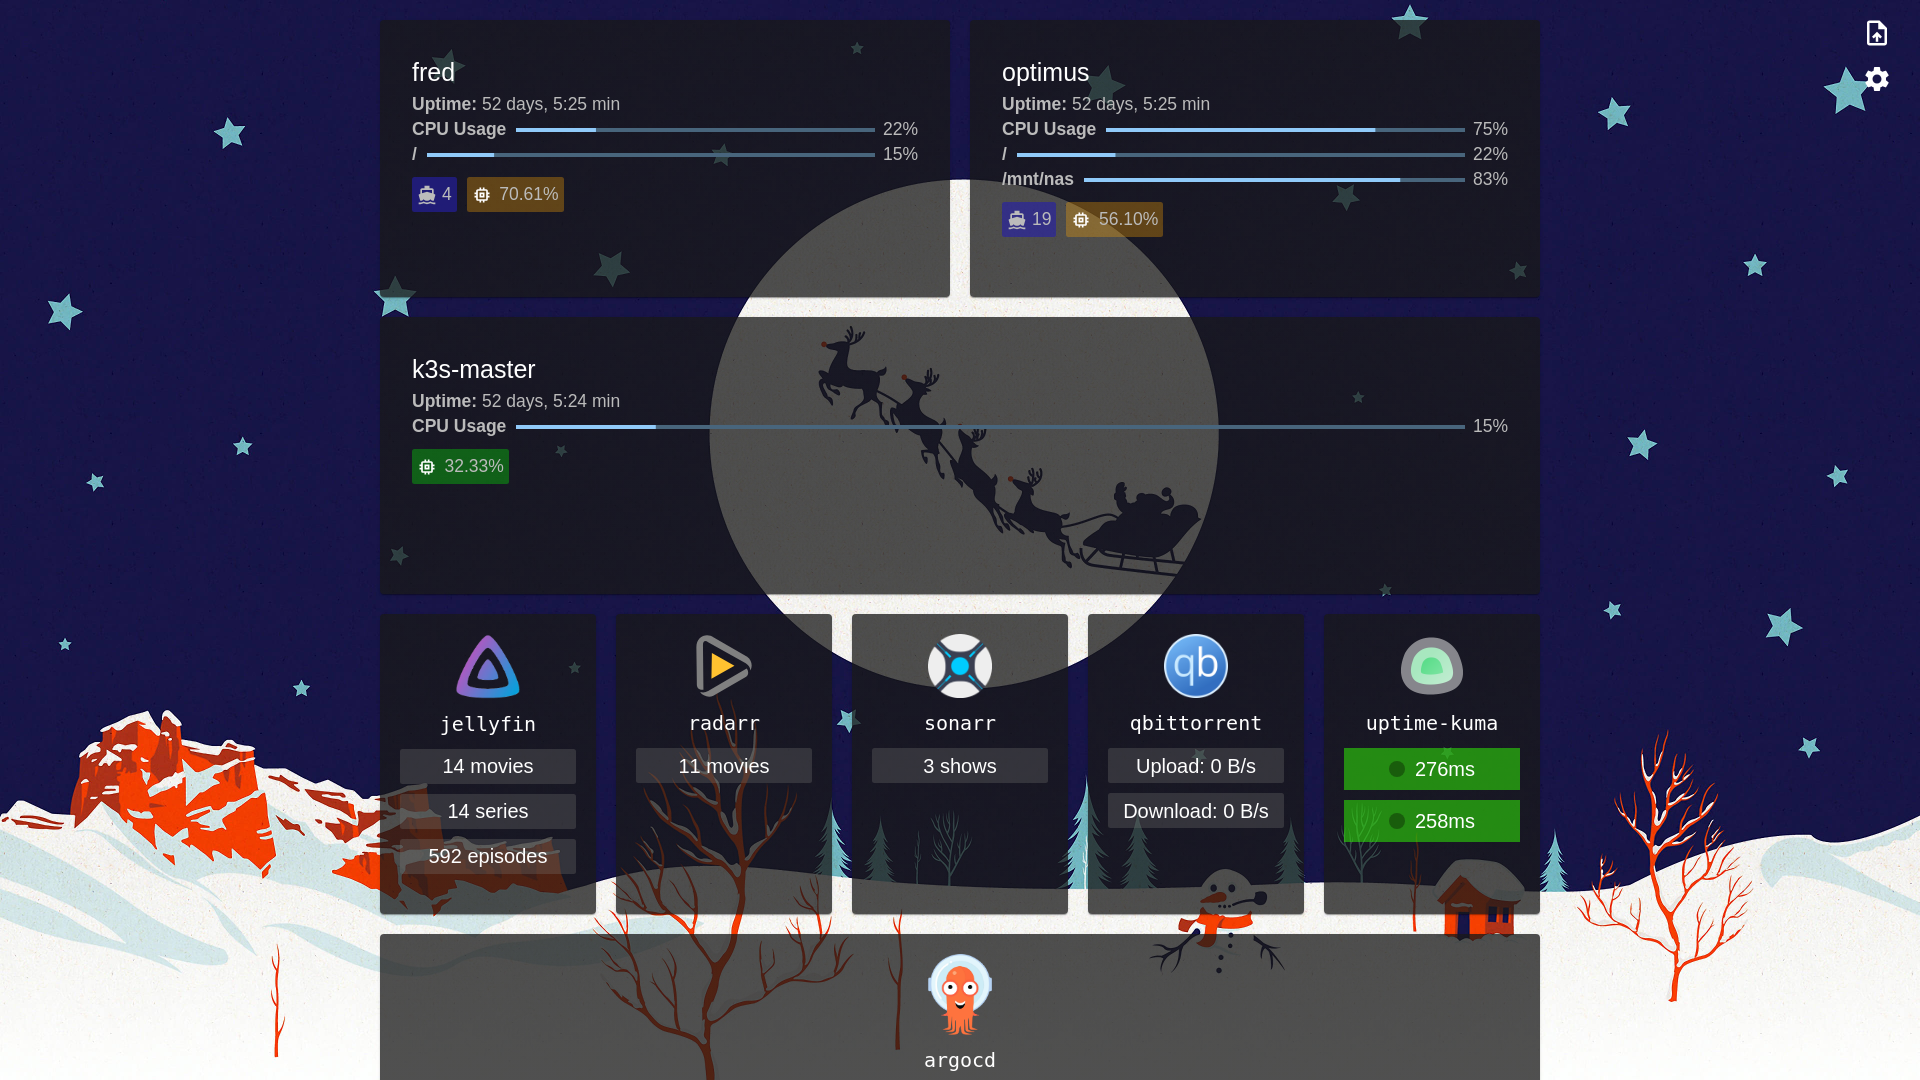 fred
Uptime: 52 days, 5:25 min
CPU Usage 22%
/ 15%
4 70.61%
optimus
Uptime: 52 days, 5:25 min
CPU Usage 75%
/ 22%
/mnt/nas 83%
19 56.10%
k3s-master
Uptime: 52 days, 5:24 min
CPU Usage 15%
32.33%
jellyfin
14 movies
14 series
592 episodes
radarr
11 movies
sonarr
3 shows
qb
qbittorrent
Upload: 0 B/s
Download: 0 B/s
uptime-kuma
276ms
258ms
argocd